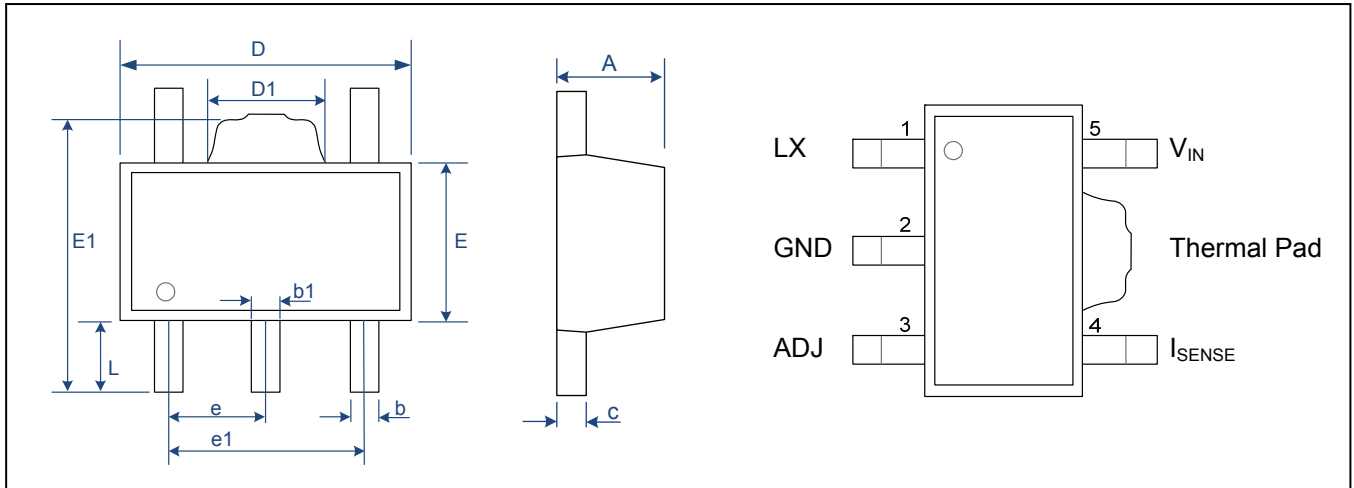 D
D1
E1
E
b1
L
e
b
e1
A
c
LX
1
5
VIN
GND
2
Thermal Pad
ADJ
3
4
ISENSE